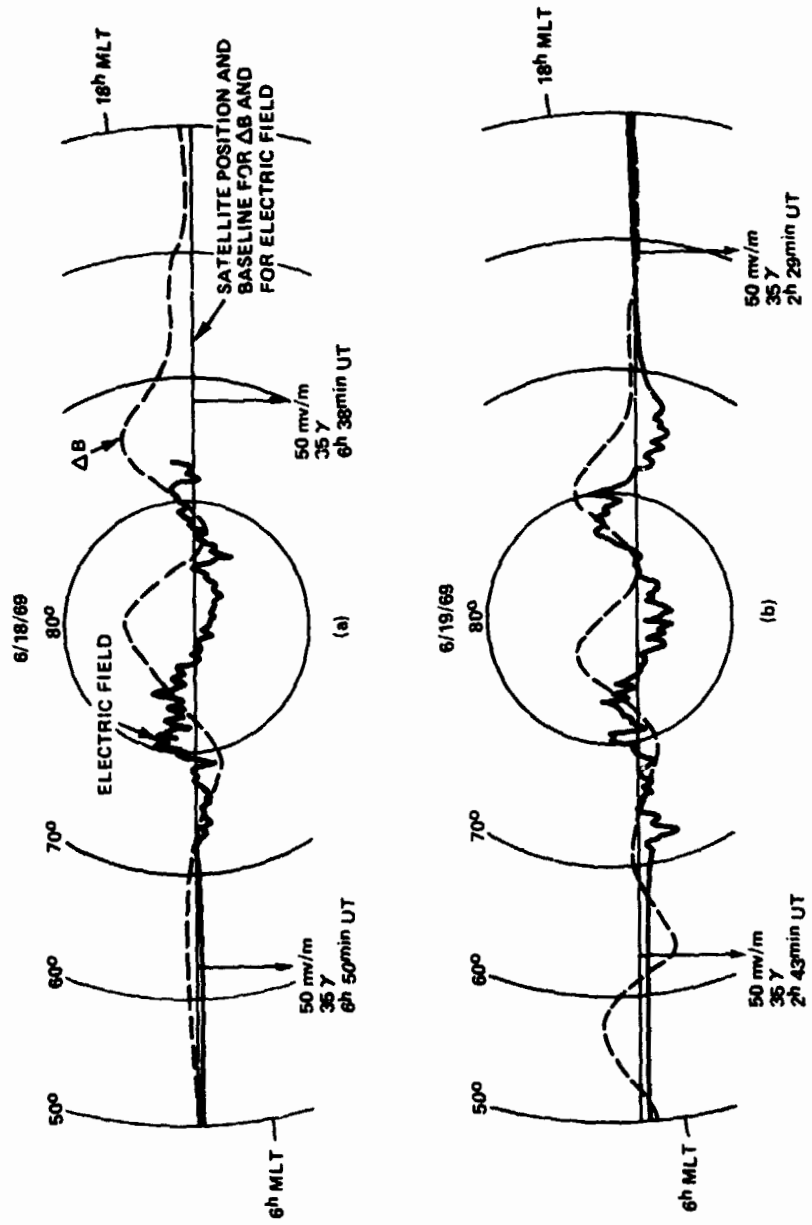 6/18/69
50°
60°
70°
80°
ELECTRIC FIELD
ΔB
18h MLT
SATELLITE POSITION AND
BASELINE FOR ΔB AND
FOR ELECTRIC FIELD
6h MLT
50 mv/m
35 γ
6h 50min UT
50 mv/m
35 γ
6h 38min UT
(a)
6/19/69
50°
60°
70°
80°
18h MLT
6h MLT
50 mv/m
35 γ
2h 43min UT
50 mv/m
35 γ
2h 29min UT
(b)